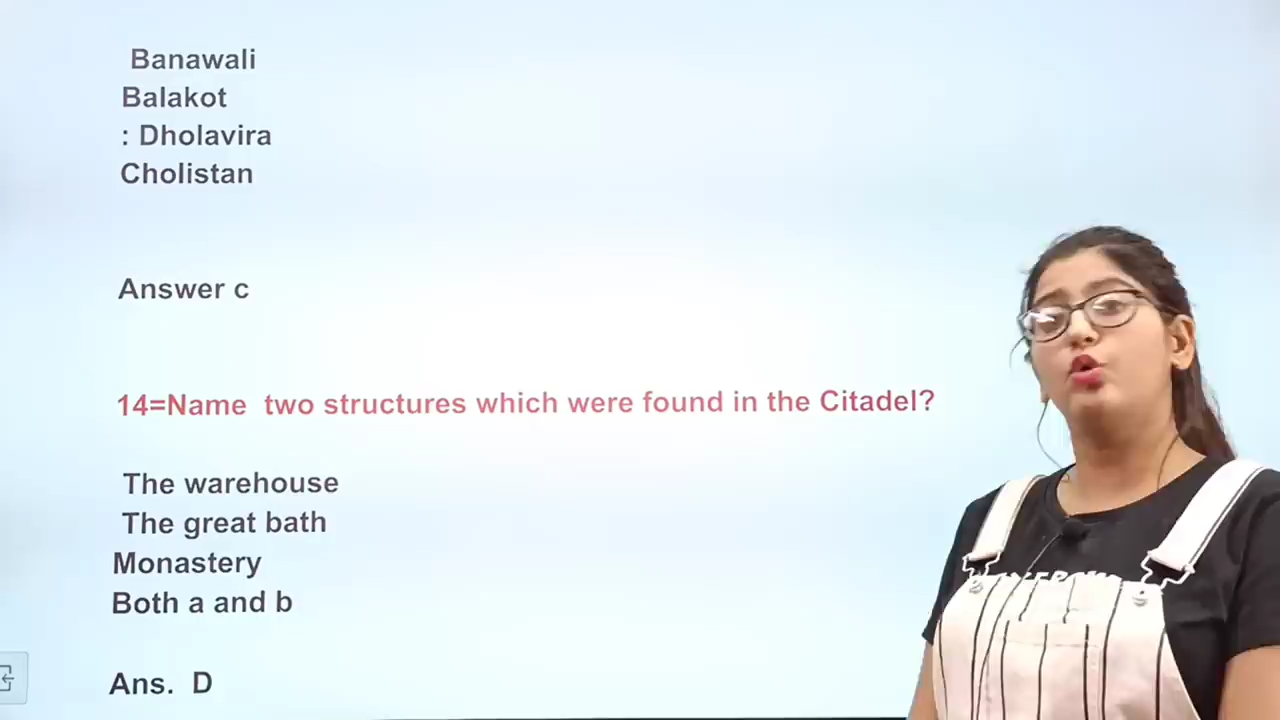 Banawali
Balakot
: Dholavira
Cholistan
Answer c
14=Name two structures which were found in the Citadel?
The warehouse
The great bath
Monastery
Both a and b
Ans. D